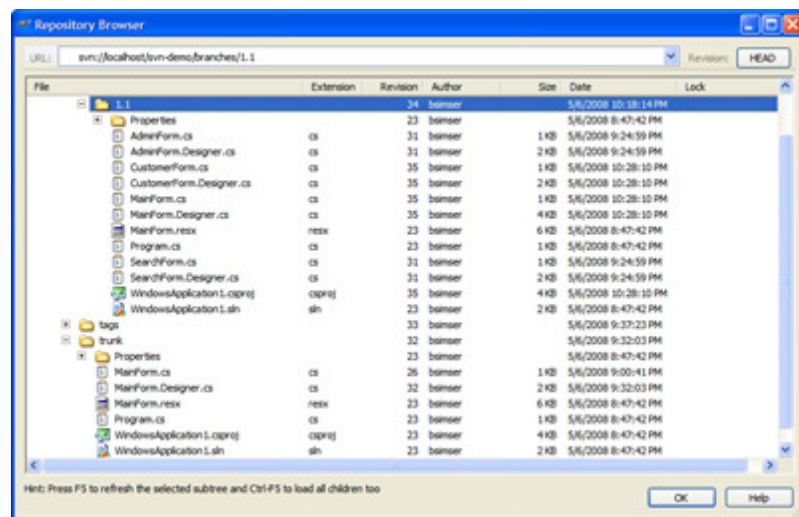 Repository Browser
URL: svn://localhost/svn-demo/branches/1.1 Revision: HEAD
File Extension Revision Author Size Date Lock
1.1 34 bsimser 5/6/2008 10:18:14 PM
Properties 23 bsimser 5/6/2008 8:47:42 PM
AdminForm.cs cs 31 bsimser 1 KB 5/6/2008 9:24:59 PM
AdminForm.Designer.cs cs 31 bsimser 2 KB 5/6/2008 9:24:59 PM
CustomerForm.cs cs 35 bsimser 1 KB 5/6/2008 10:28:10 PM
CustomerForm.Designer.cs cs 35 bsimser 2 KB 5/6/2008 10:28:10 PM
MainForm.cs cs 35 bsimser 1 KB 5/6/2008 10:28:10 PM
MainForm.Designer.cs cs 35 bsimser 4 KB 5/6/2008 10:28:10 PM
MainForm.resx resx 23 bsimser 6 KB 5/6/2008 8:47:42 PM
Program.cs cs 23 bsimser 1 KB 5/6/2008 8:47:42 PM
SearchForm.cs cs 31 bsimser 1 KB 5/6/2008 9:24:59 PM
SearchForm.Designer.cs cs 31 bsimser 2 KB 5/6/2008 9:24:59 PM
WindowsApplication1.csproj csproj 35 bsimser 4 KB 5/6/2008 10:28:10 PM
WindowsApplication1.sln sln 23 bsimser 2 KB 5/6/2008 8:47:42 PM
tags 33 bsimser 5/6/2008 9:37:23 PM
trunk 32 bsimser 5/6/2008 9:32:03 PM
Properties 23 bsimser 5/6/2008 8:47:42 PM
MainForm.cs cs 26 bsimser 1 KB 5/6/2008 9:00:41 PM
MainForm.Designer.cs cs 32 bsimser 2 KB 5/6/2008 9:32:03 PM
MainForm.resx resx 23 bsimser 6 KB 5/6/2008 8:47:42 PM
Program.cs cs 23 bsimser 1 KB 5/6/2008 8:47:42 PM
WindowsApplication1.csproj csproj 23 bsimser 4 KB 5/6/2008 8:47:42 PM
WindowsApplication1.sln sln 23 bsimser 2 KB 5/6/2008 8:47:42 PM
Hint: Press F5 to refresh the selected subtree and Ctrl-F5 to load all children too
OK Help